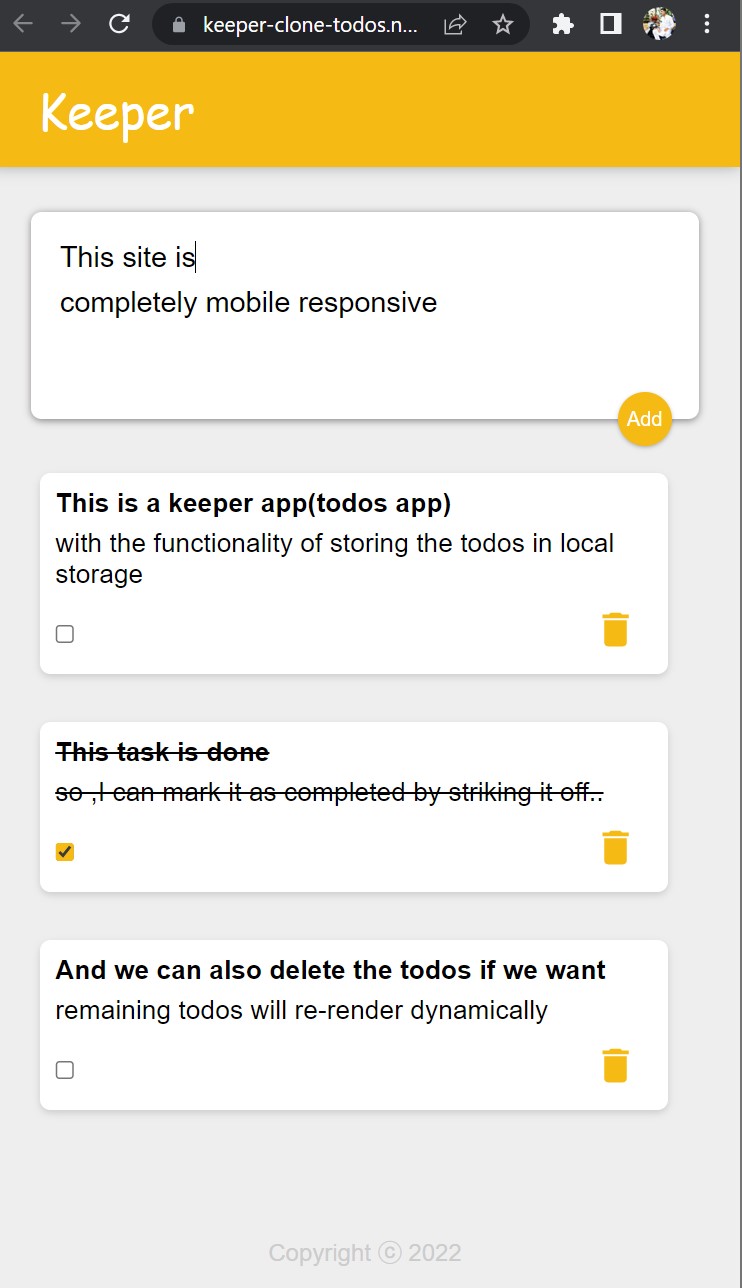 keeper-clone-todos.n...
Keeper
This site is
completely mobile responsive
Add
This is a keeper app(todos app)
with the functionality of storing the todos in local
storage
This task is done
so ,I can mark it as completed by striking it off..
And we can also delete the todos if we want
remaining todos will re-render dynamically
Copyright ⓒ 2022